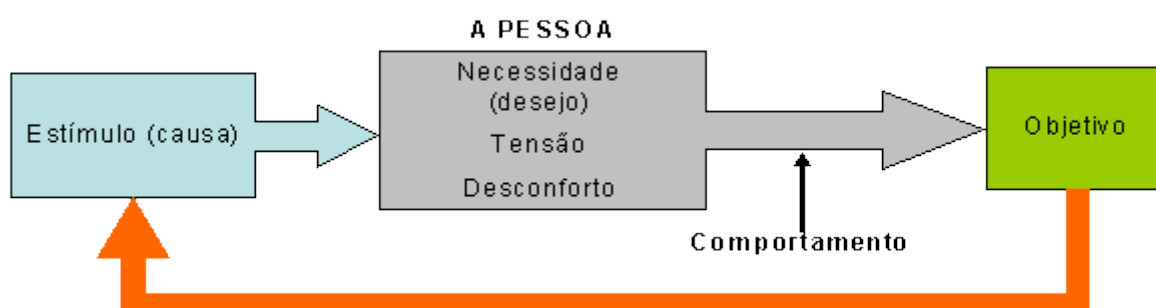 A PESSOA
Estímulo (causa)
Necessidade
(desejo)
Tensão
Desconforto
Objetivo
Comportamento